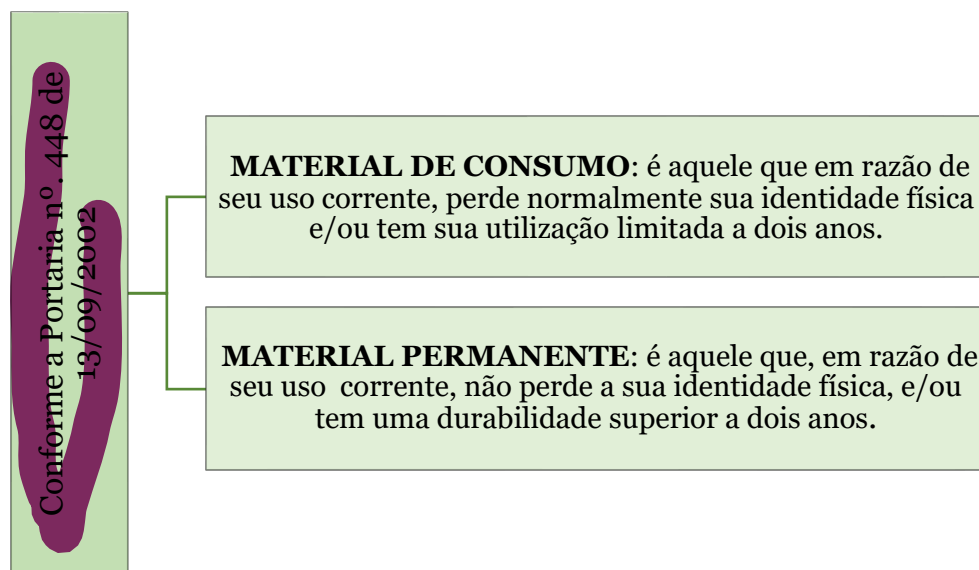 Conforme a Portaria nº. 448 de
13/09/2002
MATERIAL DE CONSUMO: é aquele que em razão de
seu uso corrente, perde normalmente sua identidade física
e/ou tem sua utilização limitada a dois anos.
MATERIAL PERMANENTE: é aquele que, em razão de
seu uso corrente, não perde a sua identidade física, e/ou
tem uma durabilidade superior a dois anos.